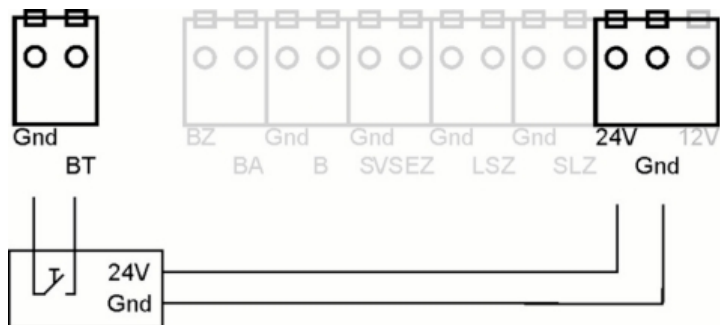 Gnd BZ Gnd Gnd Gnd Gnd 24V 12V
BT BA B SVSEZ LSZ SLZ Gnd
24V
Gnd